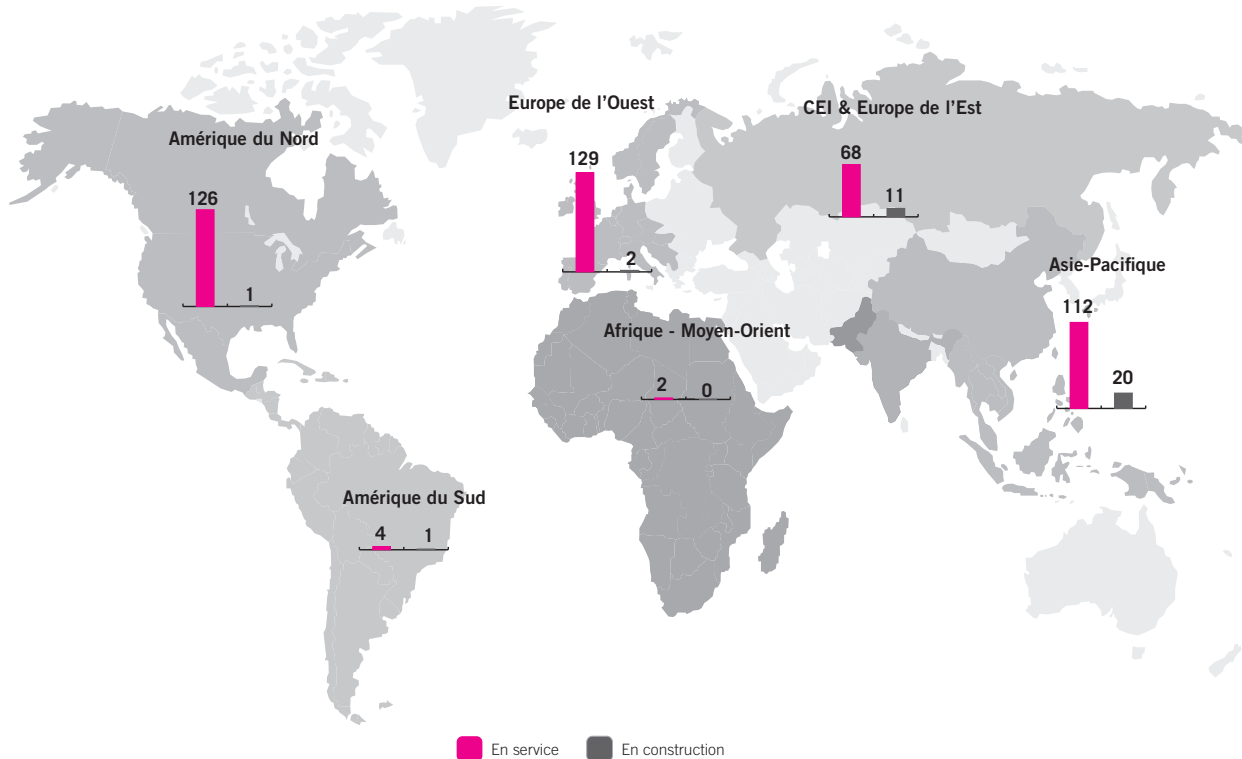 Amérique du Nord
126
1
Europe de l'Ouest
129
2
CEI & Europe de l'Est
68
11
Asie-Pacifique
112
20
Afrique - Moyen-Orient
2
0
Amérique du Sud
4
1
En service
En construction